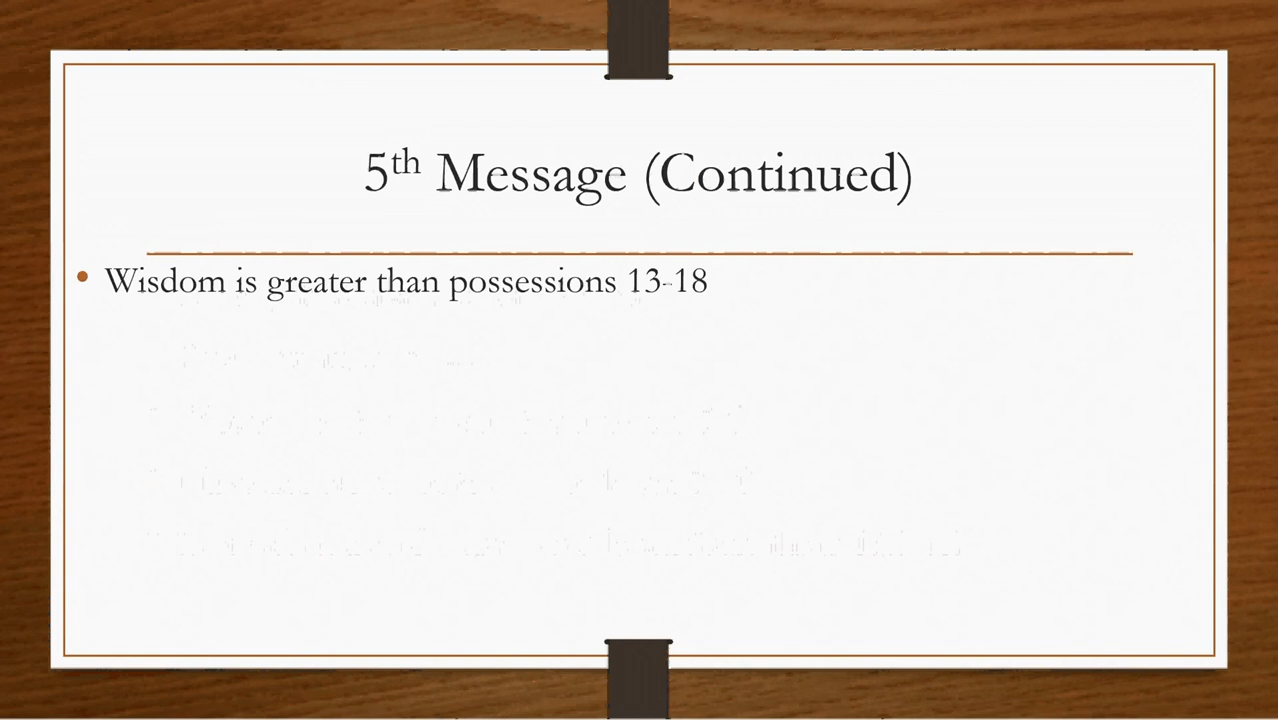 5th Message (Continued)
• Wisdom is greater than possessions 13-18